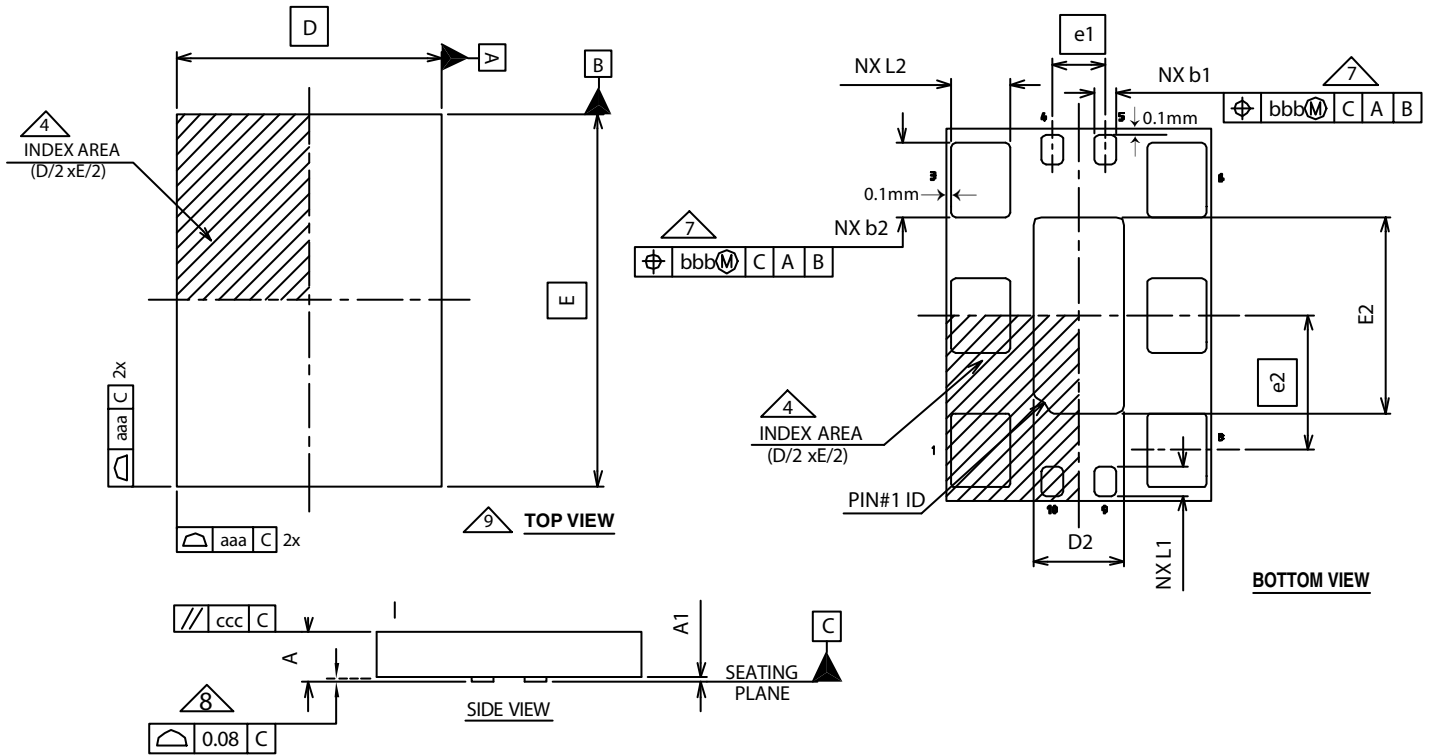 D
A
B
4
INDEX AREA
(D/2 xE/2)
E
aaa C 2x
aaa C 2x
9 TOP VIEW
ccc C
A
A1
C
SEATING
PLANE
8
0.08 C
SIDE VIEW
e1
NX L2
NX b1
7
bbb M C A B
0.1mm
4
5
0.1mm
NX b2
7
bbb M C A B
E2
e2
4
INDEX AREA
(D/2 xE/2)
1
PIN#1 ID
10
9
D2
NX L1
BOTTOM VIEW